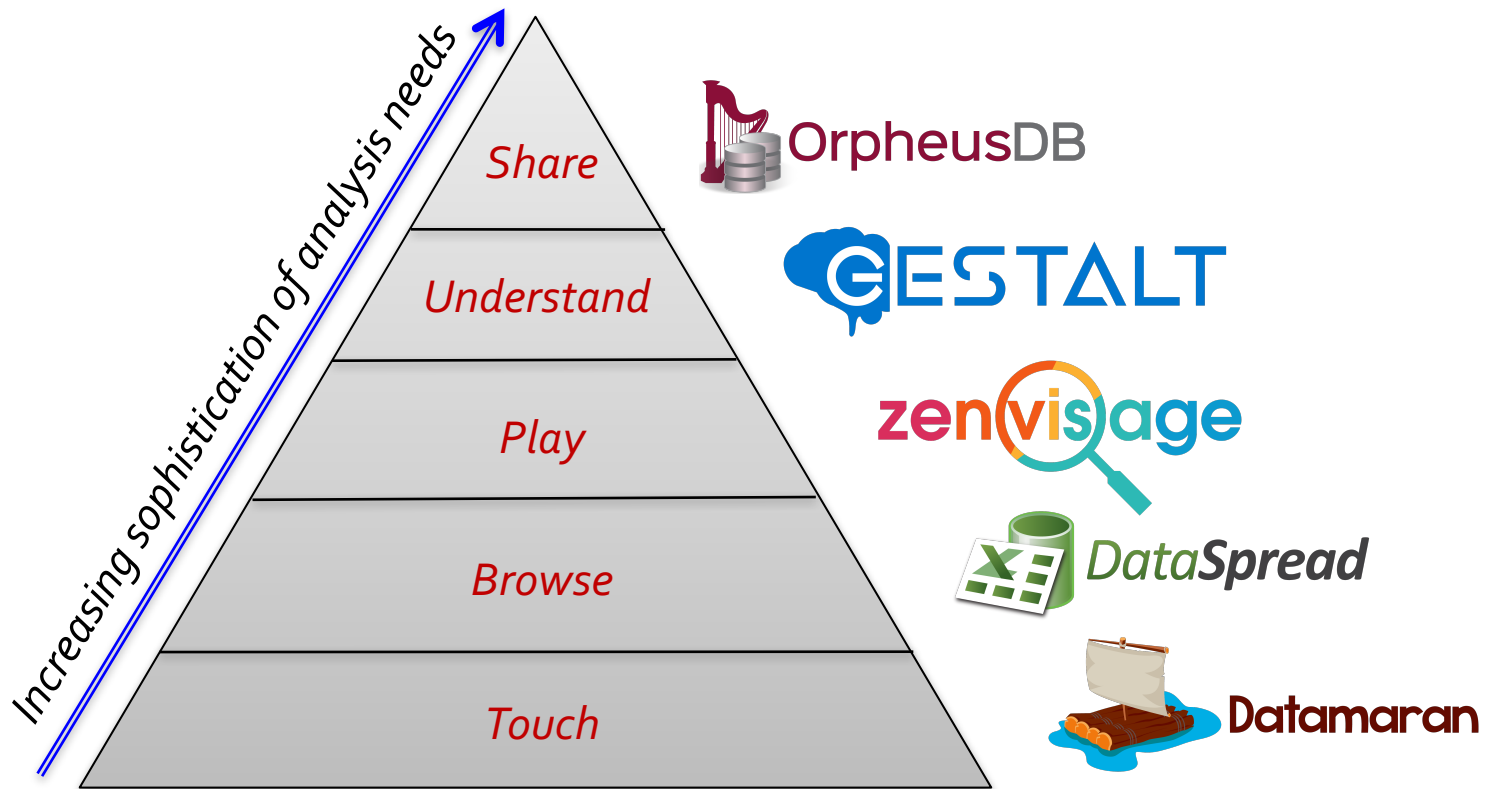 Increasing sophistication of analysis needs
Share
OrpheusDB
Understand
GESTALT
Play
zenvisage
Browse
X
DataSpread
Touch
Datamaran